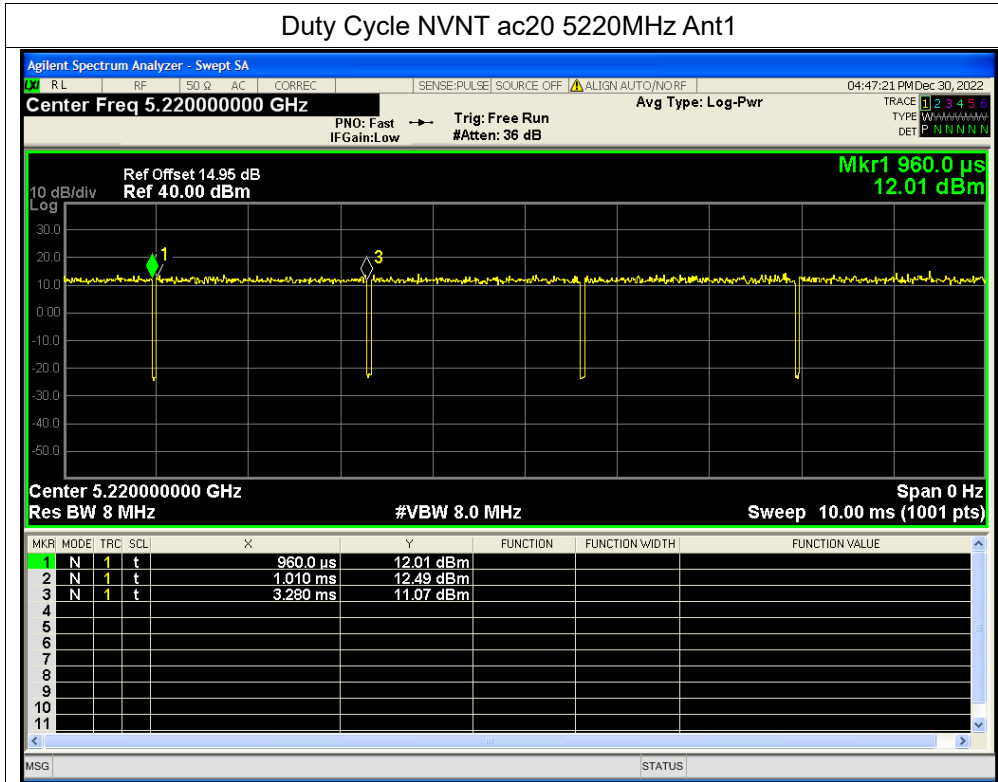 Duty Cycle NVNT ac20 5220MHz Ant1
Agilent Spectrum Analyzer - Swept SA
LXI RL RF 50 Ω AC CORREC SENSE:PULSE SOURCE OFF ALIGN AUTO/NO RF 04:47:21 PM Dec 30, 2022
Center Freq 5.220000000 GHz Avg Type: Log-Pwr TRACE 1 2 3 4 5 6
PNO: Fast Trig: Free Run TYPE WWWWWW
IFGain:Low #Atten: 36 dB DET P N N N N N
Mkr1 960.0 µs
Ref Offset 14.95 dB
10 dB/div Ref 40.00 dBm 12.01 dBm
Log
30.0
20.0
10.0
0.00
-10.0
-20.0
-30.0
-40.0
-50.0
1
3
Center 5.220000000 GHz Span 0 Hz
Res BW 8 MHz #VBW 8.0 MHz Sweep 10.00 ms (1001 pts)
MKR MODE TRC SCL X Y FUNCTION FUNCTION WIDTH FUNCTION VALUE
1 N 1 t 960.0 µs 12.01 dBm
2 N 1 t 1.010 ms 12.49 dBm
3 N 1 t 3.280 ms 11.07 dBm
4
5
6
7
8
9
10
11
MSG STATUS